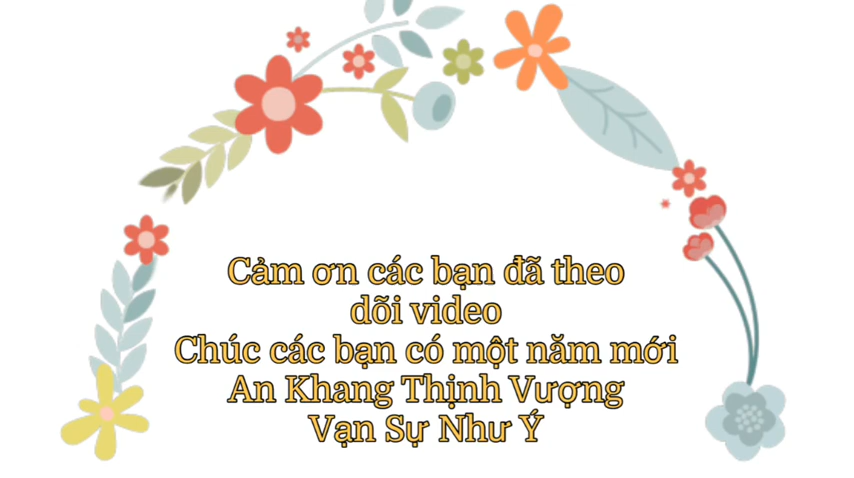 Cảm ơn các bạn đã theo
dõi video
Chúc các bạn có một năm mới
An Khang Thịnh Vượng
Vạn Sự Như Ý